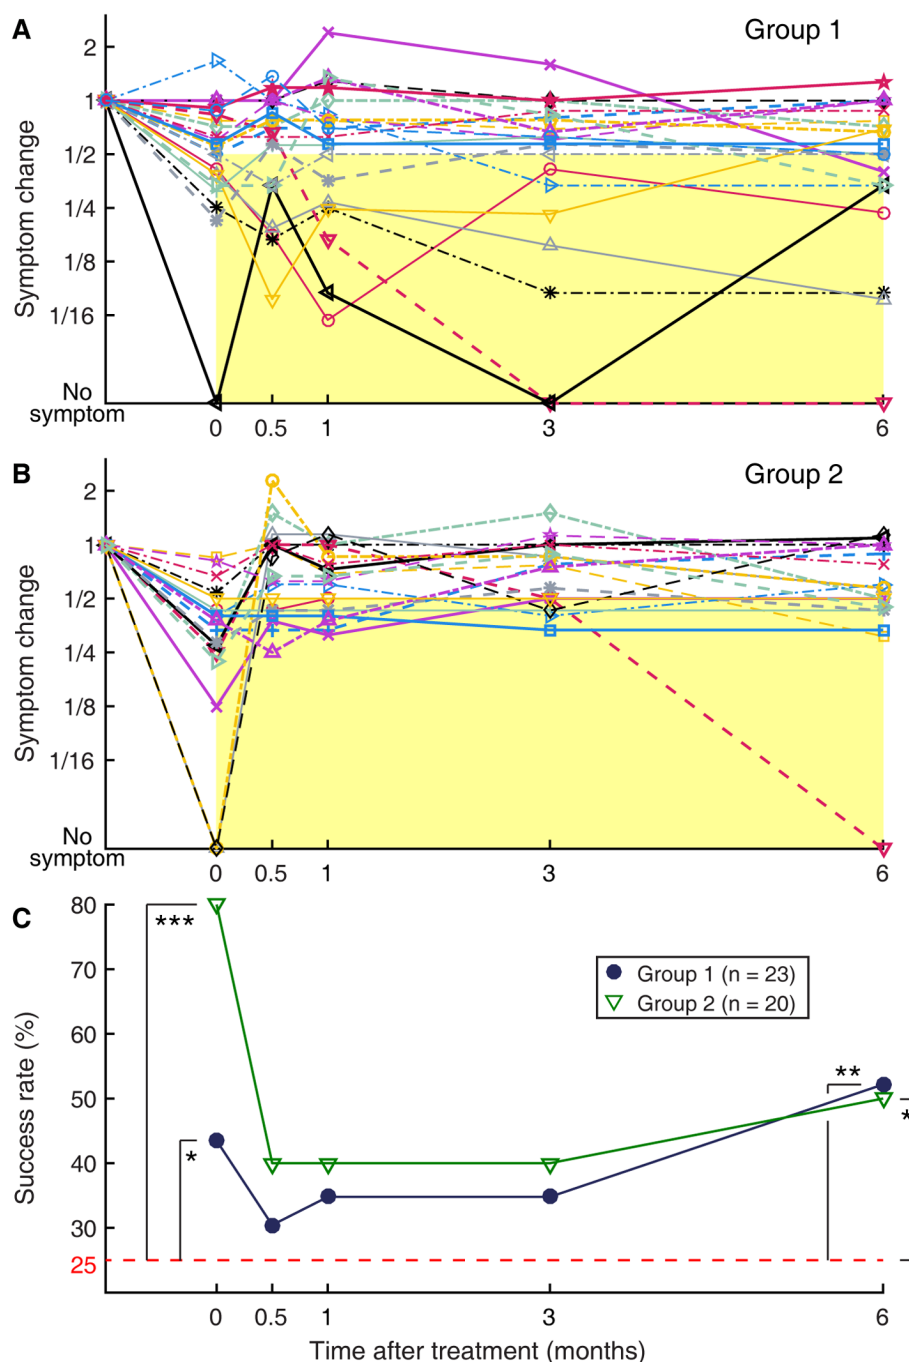 A
Group 1
2
1
1/2
1/4
1/8
1/16
No
symptom
Symptom change
0 0.5 1 3 6
B
Group 2
2
1
1/2
1/4
1/8
1/16
No
symptom
Symptom change
0 0.5 1 3 6
C
80
70
60
50
40
30
25
Success rate (%)
***
*
**
*
Group 1 (n = 23)
Group 2 (n = 20)
0 0.5 1 3 6
Time after treatment (months)